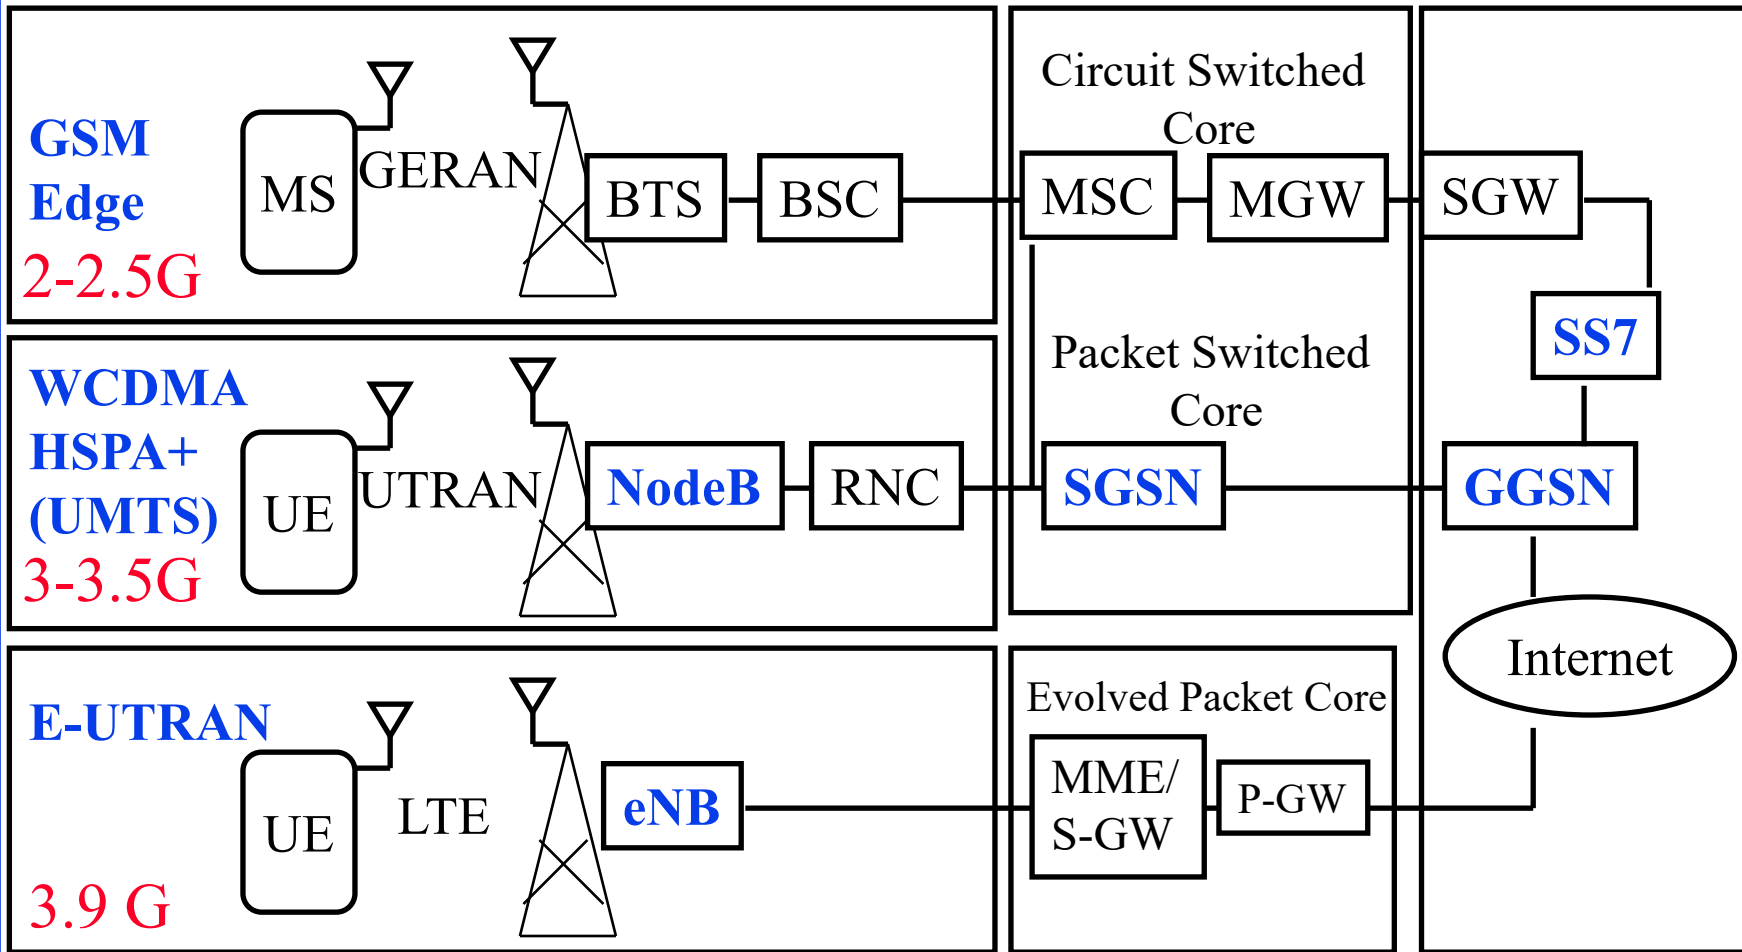 GSM
Edge
2-2.5G
MS
GERAN
BTS
BSC
Circuit Switched
Core
MSC
MGW
SGW
SS7
WCDMA
HSPA+
(UMTS)
3-3.5G
UE
UTRAN
NodeB
RNC
Packet Switched
Core
SGSN
GGSN
Internet
E-UTRAN
3.9 G
UE
LTE
eNB
Evolved Packet Core
MME/
S-GW
P-GW